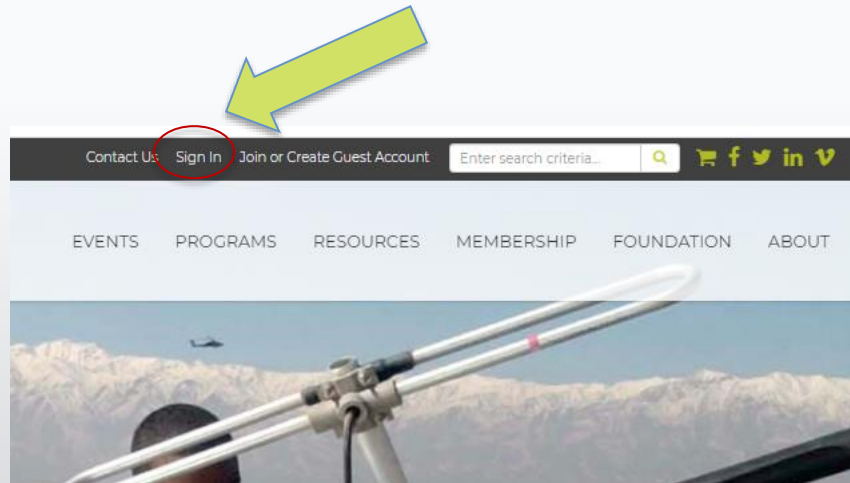 Contact Us Sign In Join or Create Guest Account Enter search criteria...
EVENTS PROGRAMS RESOURCES MEMBERSHIP FOUNDATION ABOUT